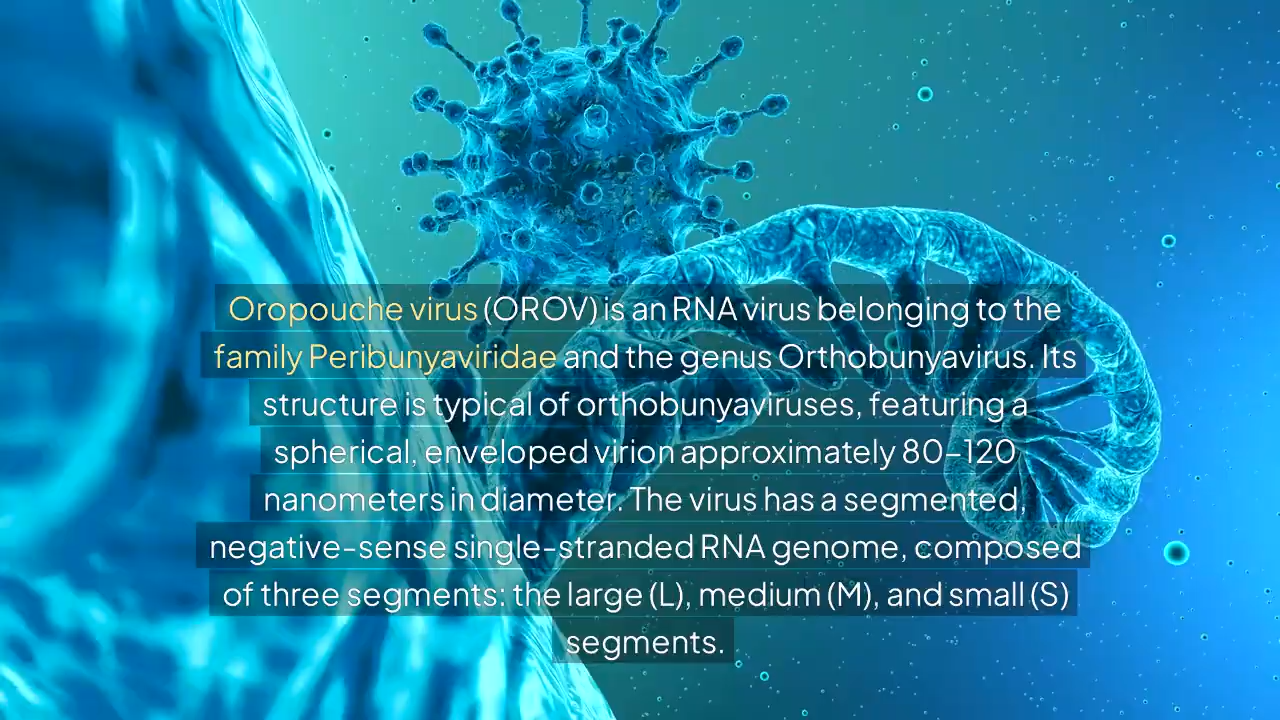 Oropouche virus (OROV) is an RNA virus belonging to the
family Peribunyaviridae and the genus Orthobunyavirus. Its
structure is typical of orthobunyaviruses, featuring a
spherical, enveloped virion approximately 80–120
nanometers in diameter. The virus has a segmented,
negative-sense single-stranded RNA genome, composed
of three segments: the large (L), medium (M), and small (S)
segments.